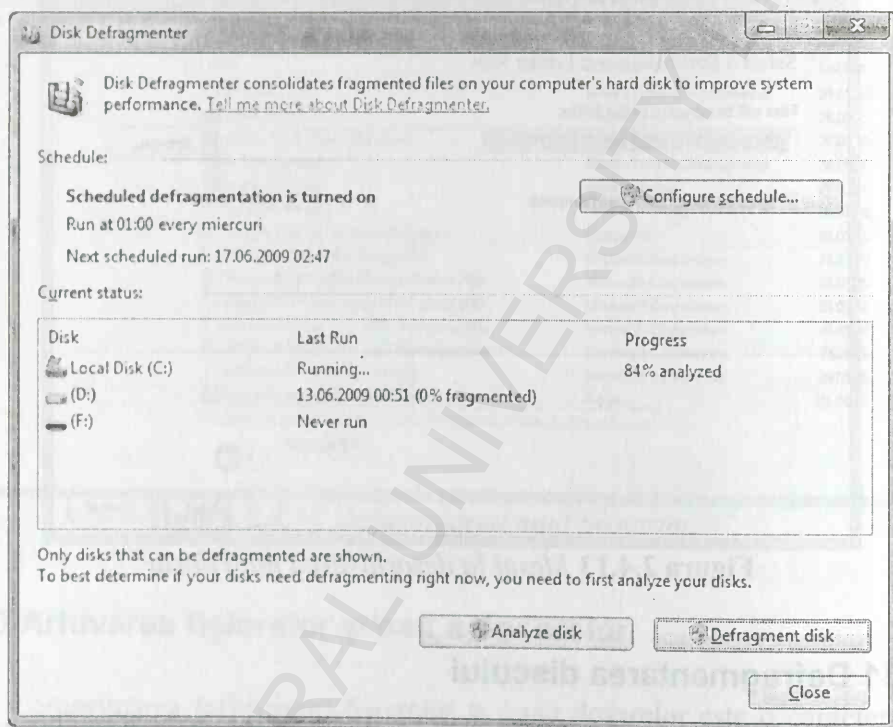 Disk Defragmenter
Disk Defragmenter consolidates fragmented files on your computer's hard disk to improve system
performance. Tell me more about Disk Defragmenter.
Schedule:
Scheduled defragmentation is turned on
Configure schedule...
Run at 01:00 every miercuri
Next scheduled run: 17.06.2009 02:47
Current status:
Disk Last Run Progress
Local Disk (C:) Running... 84% analyzed
(D:) 13.06.2009 00:51 (0% fragmented)
(F:) Never run
Only disks that can be defragmented are shown.
To best determine if your disks need defragmenting right now, you need to first analyze your disks.
Analyze disk Defragment disk
Close
RAL UNIVERSITY